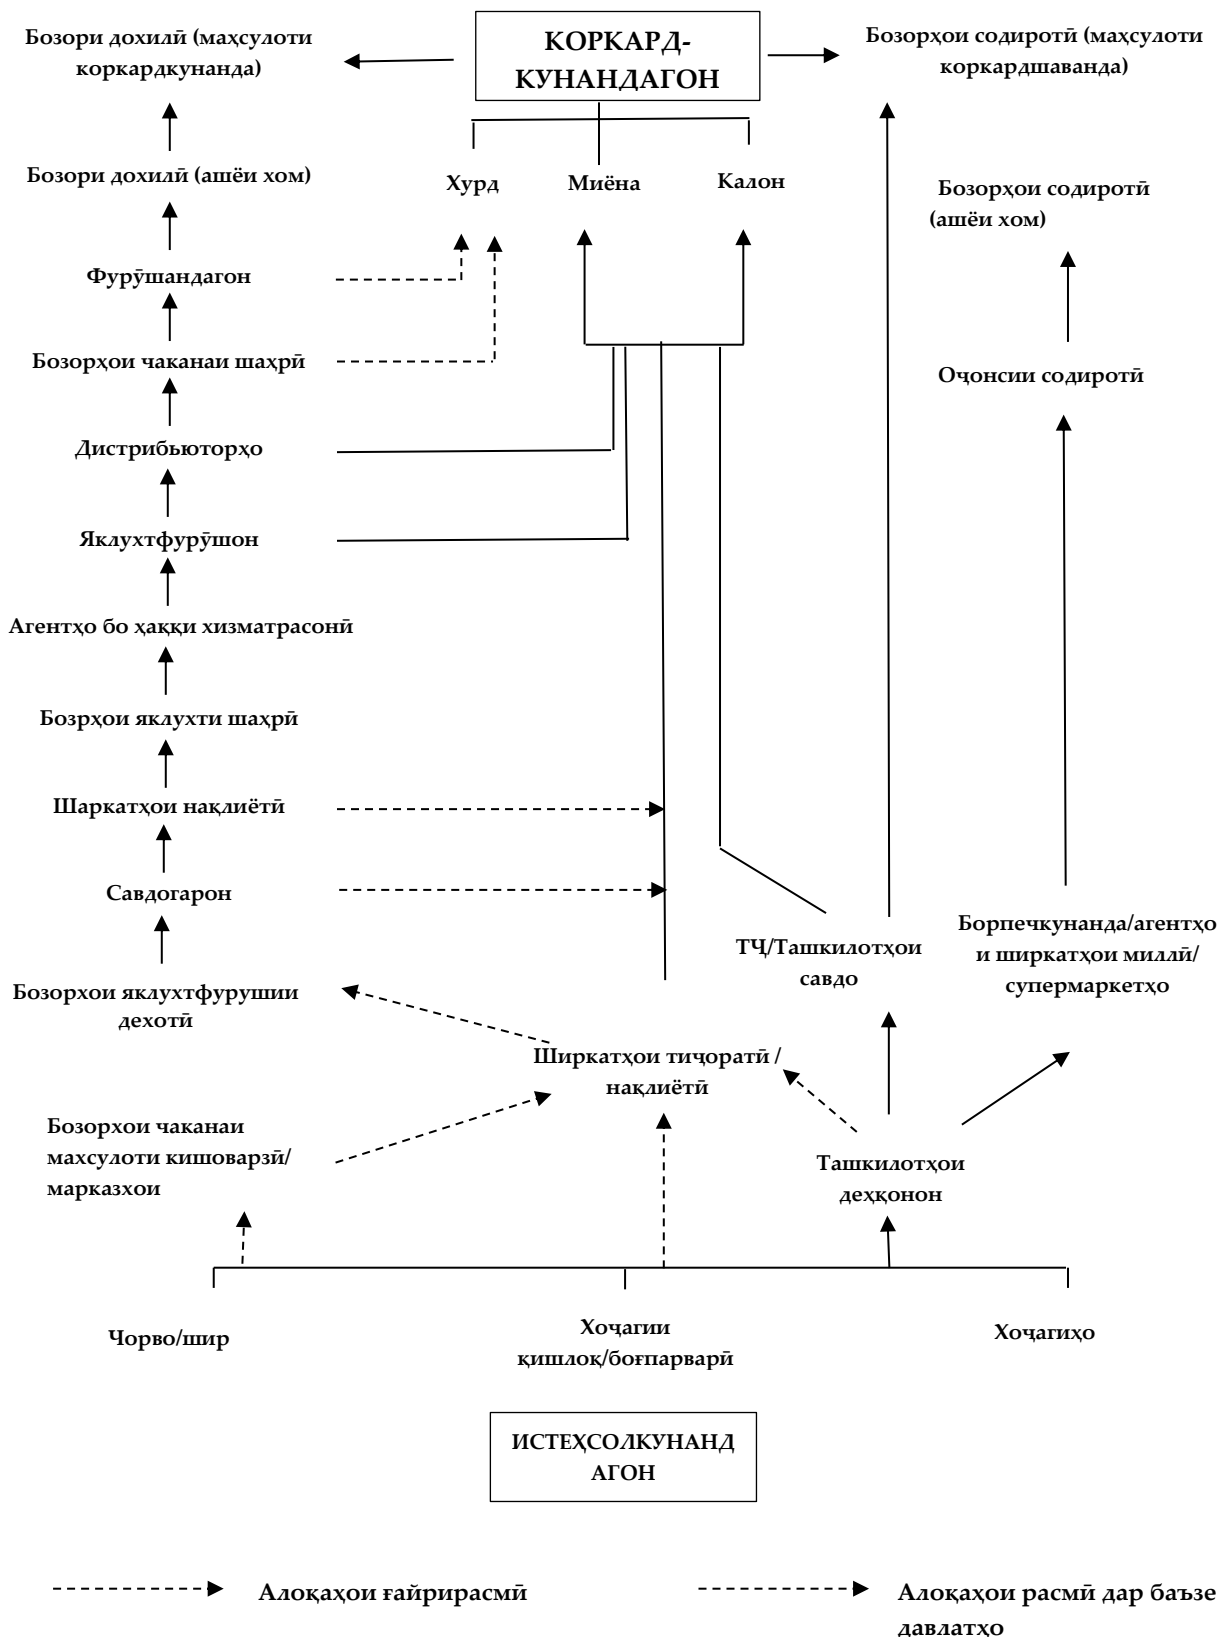 Бозори дохилӣ (маҳсулоти
коркардкунанда)
КОРКАРД-
КУНАНДАГОН
Бозорҳои содиротӣ (маҳсулоти
коркардшаванда)
Бозори дохилӣ (ашёи хом)
Хурд
Миёна
Калон
Бозорҳои содиротӣ
(ашёи хом)
Фурӯшандагон
Бозорҳои чаканаи шаҳрӣ
Оҷонсии содиротӣ
Дистрибьюторҳо
Яклухтфурӯшон
Агентҳо бо ҳаққи хизматрасонӣ
Бозрҳои яклухти шаҳрӣ
Шаркатҳои нақлиётӣ
Савдогарон
ТҶ/Ташкилотҳои
савдо
Борпечкунанда/агентҳо
и ширкатҳои миллӣ/
супермаркетҳо
Бозорхои яклухтфурушии
дехотӣ
Ширкатҳои тиҷоратӣ /
нақлиётӣ
Бозорхои чаканаи
махсулоти кишоварзӣ/
марказхои
Ташкилотҳои
деҳқонон
Чорво/шир
Хоҷагии
қишлоқ/боғпарварӣ
Хоҷагиҳо
ИСТЕҲСОЛКУНАНД
АГОН
Алоқаҳои ғайрирасмӣ
Алоқаҳои расмӣ дар баъзе
давлатҳо